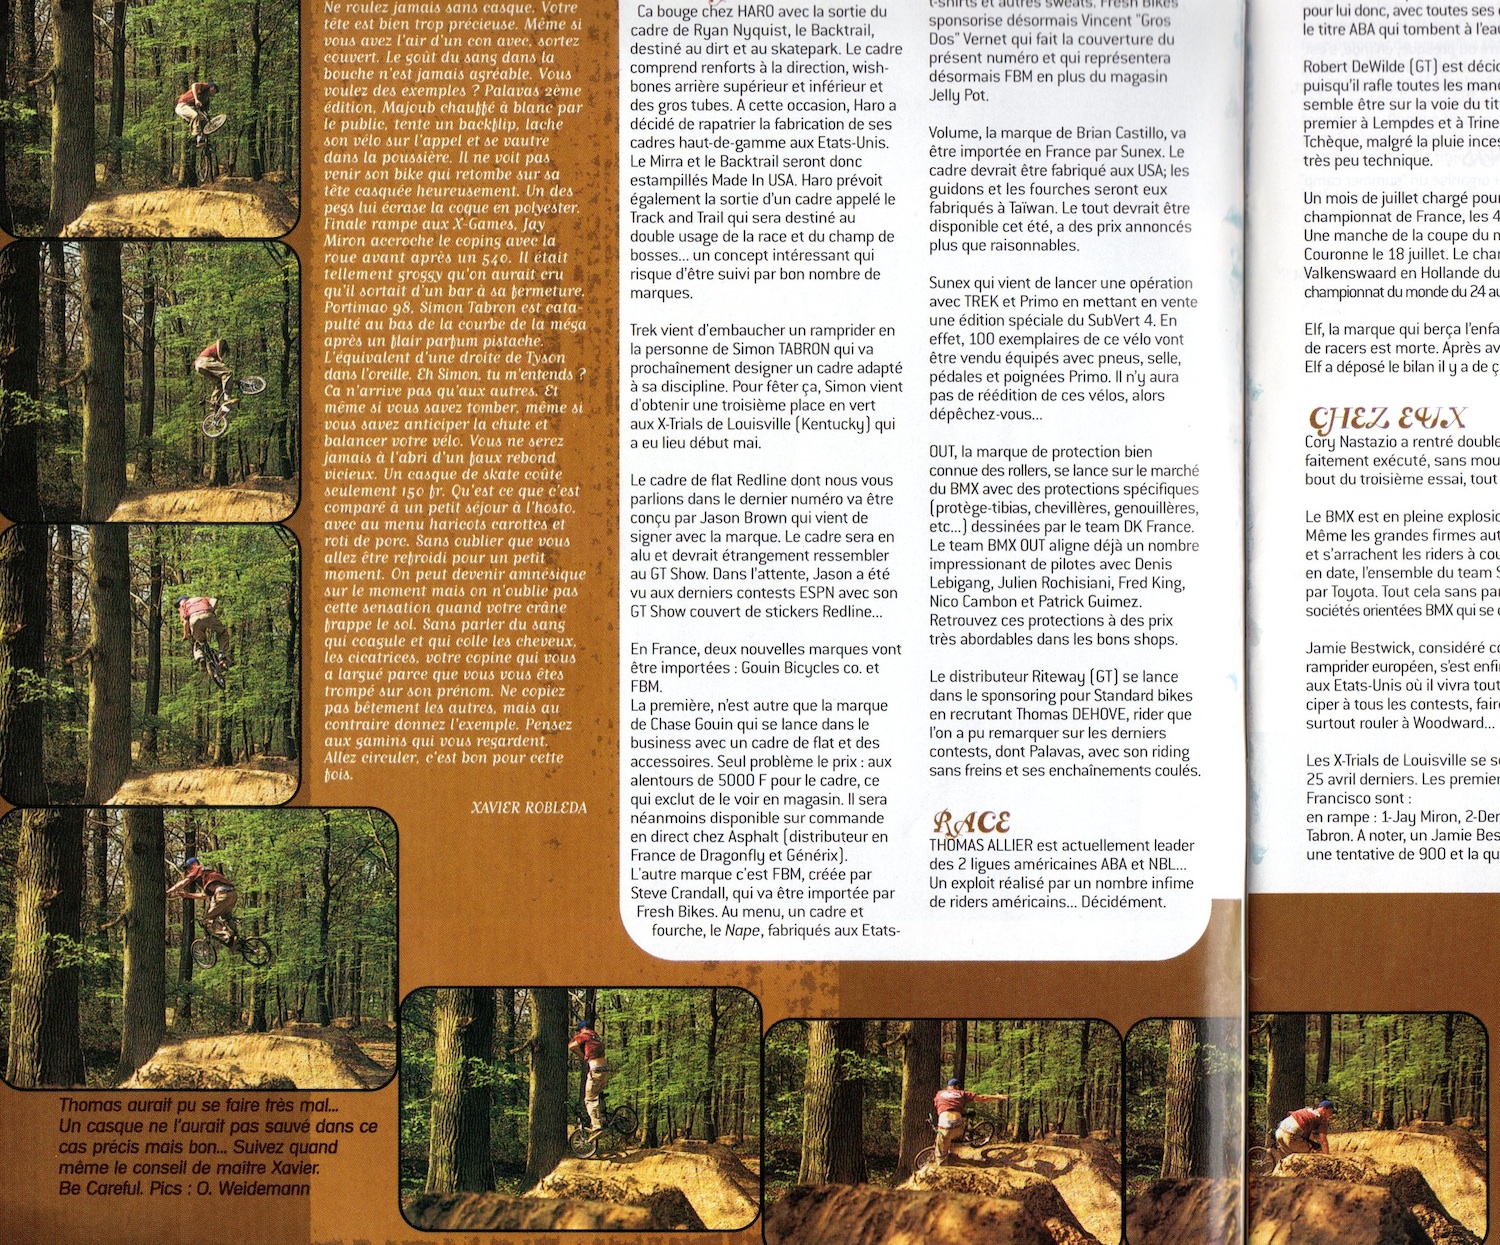 Ne roulez jamais sans casque. Votre
tête est bien trop précieuse. Même si
vous avez l'air d'un con avec, sortez
couvert. Le goût du sang dans la
bouche n'est jamais agréable. Vous
voulez des exemples ? Palavas 2ème
édition, Majoub chauffé à blanc par
le public, tente un backflip, lache
son vélo sur l'appel et se vautre
dans la poussière. Il ne voit pas
venir son bike qui retombe sur sa
tête casquée heureusement. Un des
pegs lui écrase la coque en polyester.
Finale rampe aux X-Games, Jay
Miron accroche le coping avec la
roue avant après un 540. Il était
tellement groggy qu'on aurait cru
qu'il sortait d'un bar à sa fermeture.
Portimao 98, Simon Tabron est cata-
pulté au bas de la courbe de la méga
après un flair parfum pistache.
L'équivalent d'une droite de Tyson
dans l'oreille. Eh Simon, tu m'entends ?
Ca n'arrive pas qu'aux autres. Et
même si vous savez tomber, même si
vous savez anticiper la chute et
balancer votre vélo. Vous ne serez
jamais à l'abri d'un faux rebond
vicieux. Un casque de skate coûte
seulement 150 fr. Qu'est ce que c'est
comparé à un petit séjour à l'hosto,
avec au menu haricots carottes et
roti de porc. Sans oublier que vous
allez être refroidi pour un petit
moment. On peut devenir amnésique
sur le moment mais on n'oublie pas
cette sensation quand votre crâne
frappe le sol. Sans parler du sang
qui coagule et qui colle les cheveux,
les cicatrices, votre copine qui vous
a largué parce que vous vous êtes
trompé sur son prénom. Ne copiez
pas bêtement les autres, mais au
contraire donnez l'exemple. Pensez
aux gamins qui vous regardent.
Allez circuler, c'est bon pour cette
fois.
XAVIER ROBLEDA
Thomas aurait pu se faire très mal...
Un casque ne l'aurait pas sauvé dans ce
cas précis mais bon... Suivez quand
même le conseil de maître Xavier.
Be Careful. Pics : O. Weidemann
Ca bouge chez HARO avec la sortie du
cadre de Ryan Nyquist, le Backtrail,
destiné au dirt et au skatepark. Le cadre
comprend renforts à la direction, wish-
bones arrière supérieur et inférieur et
des gros tubes. A cette occasion, Haro a
décidé de rapatrier la fabrication de ses
cadres haut-de-gamme aux Etats-Unis.
Le Mirra et le Backtrail seront donc
estampillés Made In USA. Haro prévoit
également la sortie d'un cadre appelé le
Track and Trail qui sera destiné au
double usage de la race et du champ de
bosses... un concept intéressant qui
risque d'être suivi par bon nombre de
marques.
Trek vient d'embaucher un ramprider en
la personne de Simon TABRON qui va
prochaînement designer un cadre adapté
à sa discipline. Pour fêter ça, Simon vient
d'obtenir une troisième place en vert
aux X-Trials de Louisville (Kentucky) qui
a eu lieu début mai.
Le cadre de flat Redline dont nous vous
parlions dans le dernier numéro va être
conçu par Jason Brown qui vient de
signer avec la marque. Le cadre sera en
alu et devrait étrangement ressembler
au GT Show. Dans l'attente, Jason a été
vu aux derniers contests ESPN avec son
GT Show couvert de stickers Redline...
En France, deux nouvelles marques vont
être importées : Gouin Bicycles co. et
FBM.
La première, n'est autre que la marque
de Chase Gouin qui se lance dans le
business avec un cadre de flat et des
accessoires. Seul problème le prix : aux
alentours de 5000 F pour le cadre, ce
qui exclut de le voir en magasin. Il sera
néanmoins disponible sur commande
en direct chez Asphalt (distributeur en
France de Dragonfly et Générix).
L'autre marque c'est FBM, créée par
Steve Crandall, qui va être importée par
Fresh Bikes. Au menu, un cadre et
fourche, le Nape, fabriqués aux Etats-
t-shirts et autres sweats. Fresh Bikes
sponsorise désormais Vincent "Gros
Dos" Vernet qui fait la couverture du
présent numéro et qui représentera
désormais FBM en plus du magasin
Jelly Pot.
Volume, la marque de Brian Castillo, va
être importée en France par Sunex. Le
cadre devrait être fabriqué aux USA; les
guidons et les fourches seront eux
fabriqués à Taïwan. Le tout devrait être
disponible cet été, a des prix annoncés
plus que raisonnables.
Sunex qui vient de lancer une opération
avec TREK et Primo en mettant en vente
une édition spéciale du SubVert 4. En
effet, 100 exemplaires de ce vélo vont
être vendu équipés avec pneus, selle,
pédales et poignées Primo. Il n'y aura
pas de réédition de ces vélos, alors
dépêchez-vous...
OUT, la marque de protection bien
connue des rollers, se lance sur le marché
du BMX avec des protections spécifiques
(protège-tibias, chevillères, genouillères,
etc...) dessinées par le team DK France.
Le team BMX OUT aligne déjà un nombre
impressionant de pilotes avec Denis
Lebigang, Julien Rochisiani, Fred King,
Nico Cambon et Patrick Guimez.
Retrouvez ces protections à des prix
très abordables dans les bons shops.
Le distributeur Riteway (GT) se lance
dans le sponsoring pour Standard bikes
en recrutant Thomas DEHOVE, rider que
l'on a pu remarquer sur les derniers
contests, dont Palavas, avec son riding
sans freins et ses enchaînements coulés.
RACE
THOMAS ALLIER est actuellement leader
des 2 ligues américaines ABA et NBL...
Un exploit réalisé par un nombre infime
de riders américains... Décidément.
pour lui donc, avec toutes ses
le titre ABA qui tombent à l'eau
Robert DeWilde (GT) est décid
puisqu'il rafle toutes les man
semble être sur la voie du tit
premier à Lempdes et à Trine
Tchèque, malgré la pluie inces
très peu technique.
Un mois de juillet chargé pour
championnat de France, les 4
Une manche de la coupe du m
Couronne le 18 juillet. Le char
Valkenswaard en Hollande du
championnat du monde du 24 au
Elf, la marque qui berça l'enfa
de racers est morte. Après av
Elf a déposé le bilan il y a de ç
CHEZ EUX
Cory Nastazio a rentré double
faitement exécuté, sans mou
bout du troisième essai, tout
Le BMX est en pleine explosio
Même les grandes firmes aut
et s'arrachent les riders à cou
en date, l'ensemble du team S
par Toyota. Tout cela sans par
sociétés orientées BMX qui se
Jamie Bestwick, considéré co
ramprider européen, s'est enfi
aux Etats-Unis où il vivra tout
ciper à tous les contests, faire
surtout rouler à Woodward...
Les X-Trials de Louisville se s
25 avril derniers. Les premier
Francisco sont :
en rampe : 1-Jay Miron, 2-Den
Tabron. A noter, un Jamie Bes
une tentative de 900 et la qu